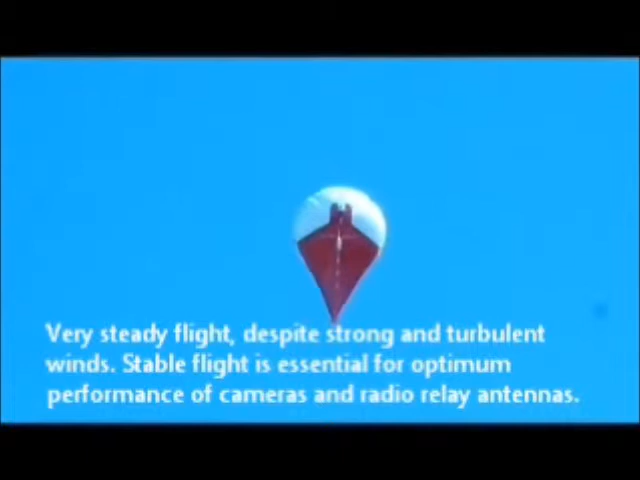 Very steady flight, despite strong and turbulent
winds. Stable flight is essential for optimum
performance of cameras and radio relay antennas.